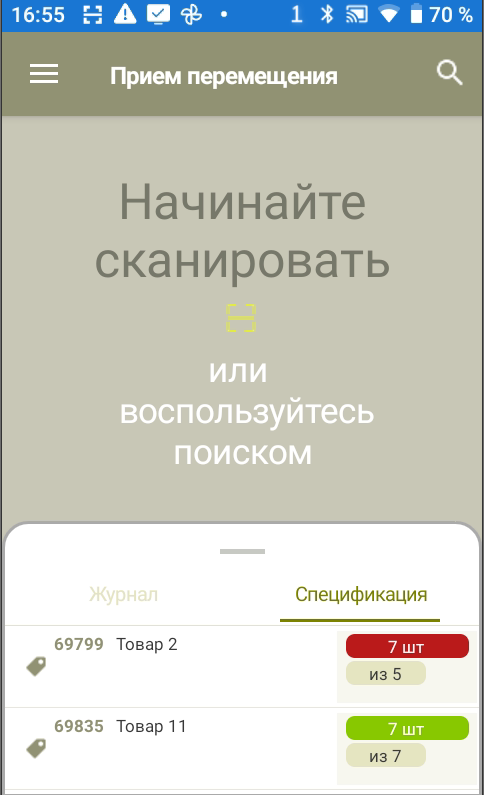 16:55 1 70 %
Прием перемещения
Начинайте
сканировать
или
воспользуйтесь
поиском
Журнал Спецификация
69799 Товар 2 7 шт
из 5
69835 Товар 11 7 шт
из 7